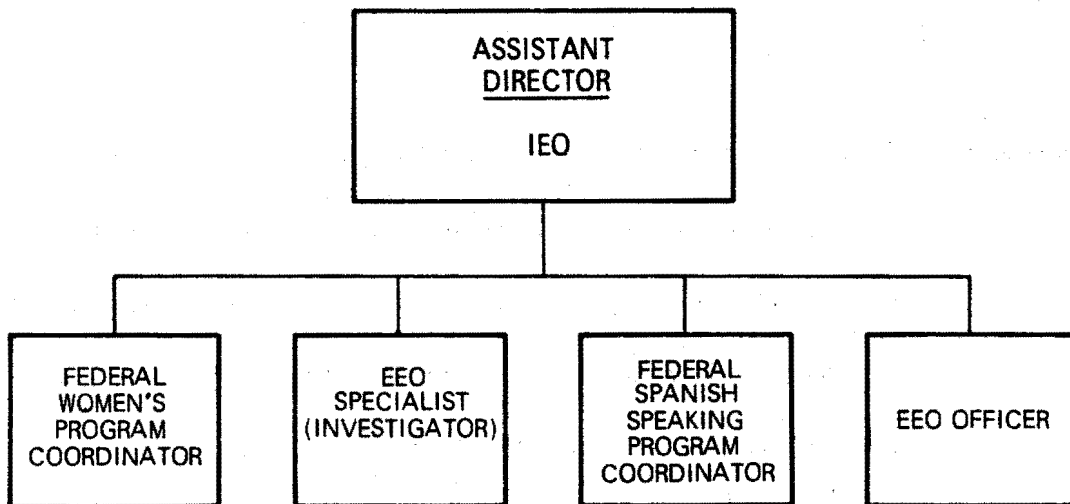 ASSISTANT
DIRECTOR
IEO
FEDERAL
WOMEN'S
PROGRAM
COORDINATOR
EEO
SPECIALIST
(INVESTIGATOR)
FEDERAL
SPANISH
SPEAKING
PROGRAM
COORDINATOR
EEO OFFICER